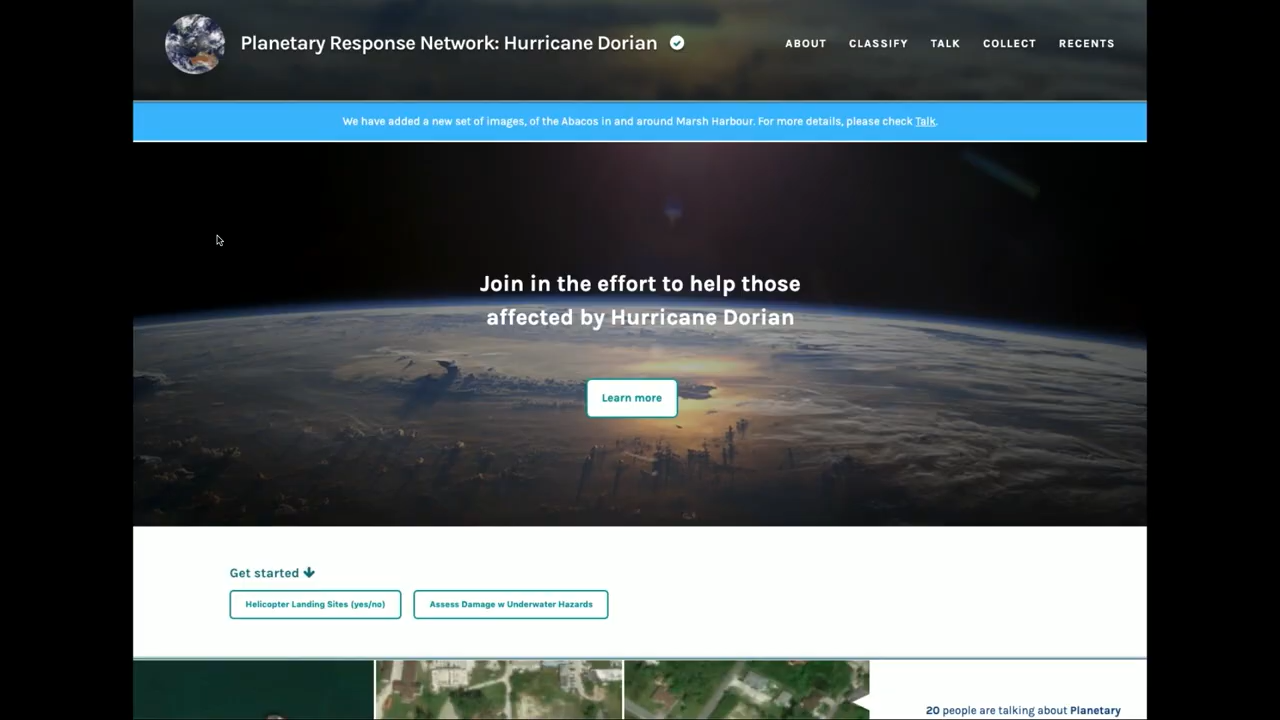 Planetary Response Network: Hurricane Dorian
ABOUT CLASSIFY TALK COLLECT RECENTS
We have added a new set of images, of the Abacos in and around Marsh Harbour. For more details, please check Talk.
Join in the effort to help those
affected by Hurricane Dorian
Learn more
Get started
Helicopter Landing Sites (yes/no) Assess Damage w Underwater Hazards
20 people are talking about Planetary